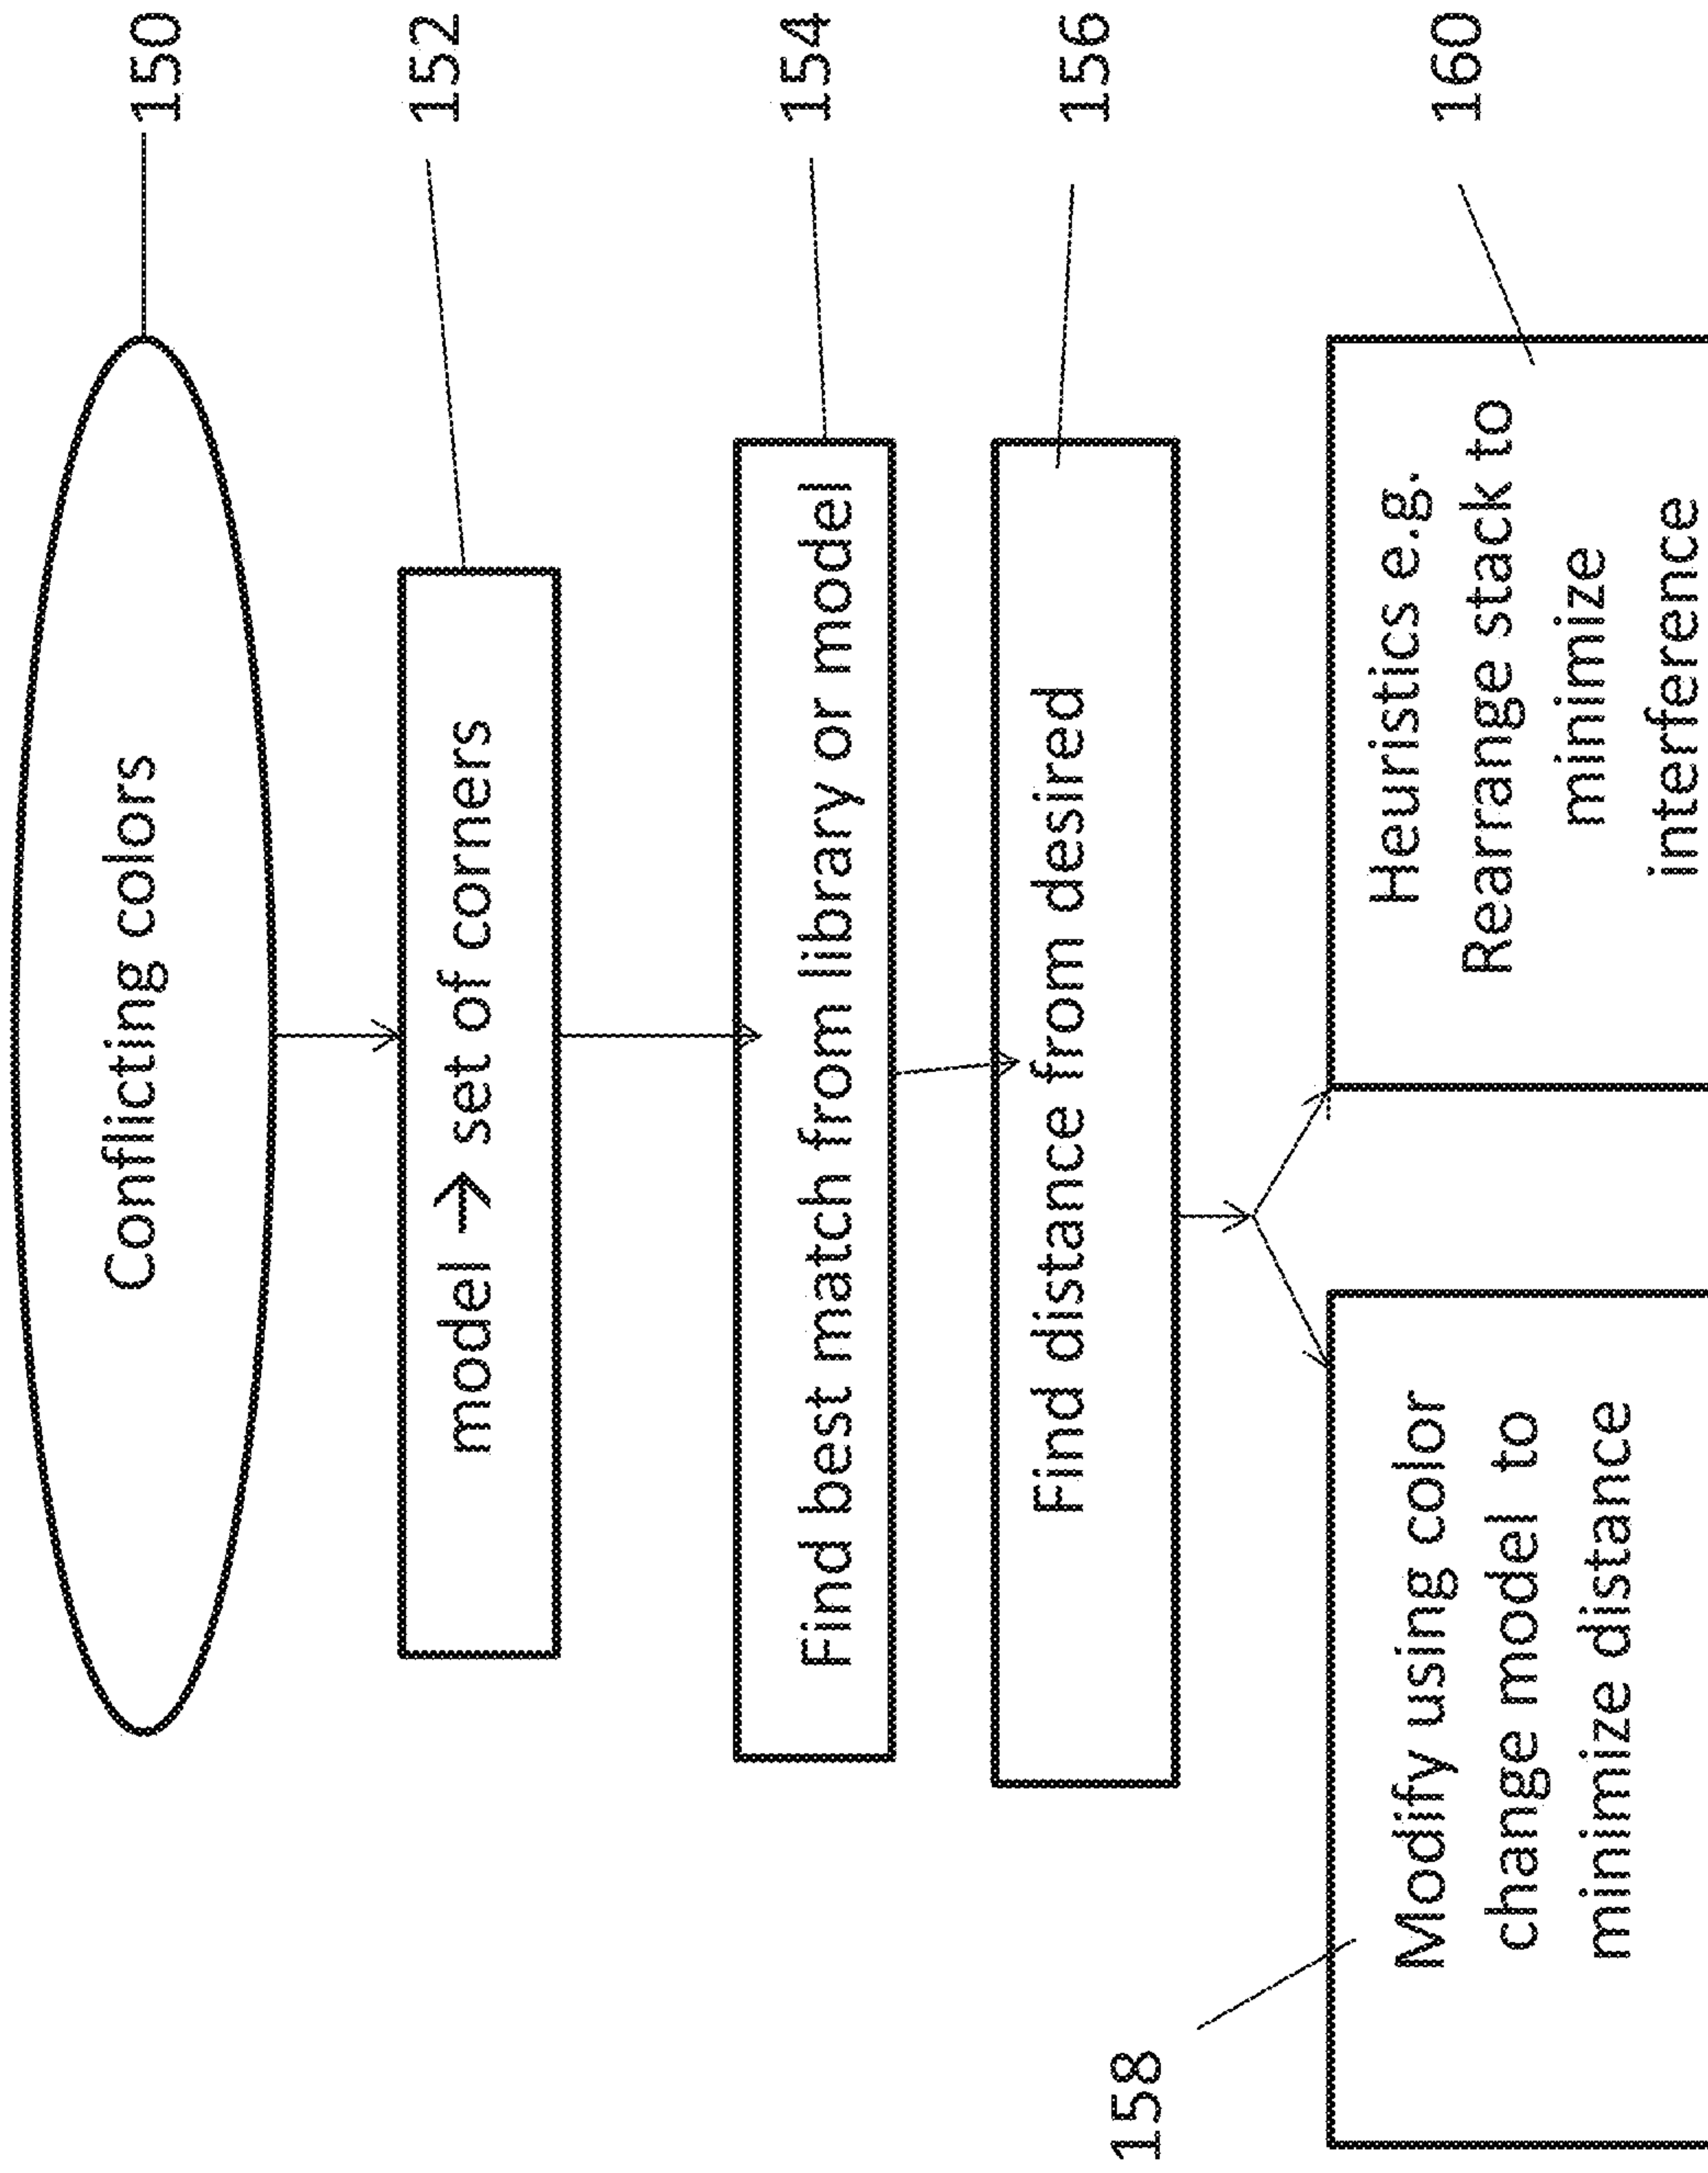 Conflicting colors
150
model → set of corners
152
Find best match from library or model
154
Find distance from desired
156
158
Modify using color
change model to
minimize distance
Heuristics e.g.
Rearrange stack to
minimize
interference
160